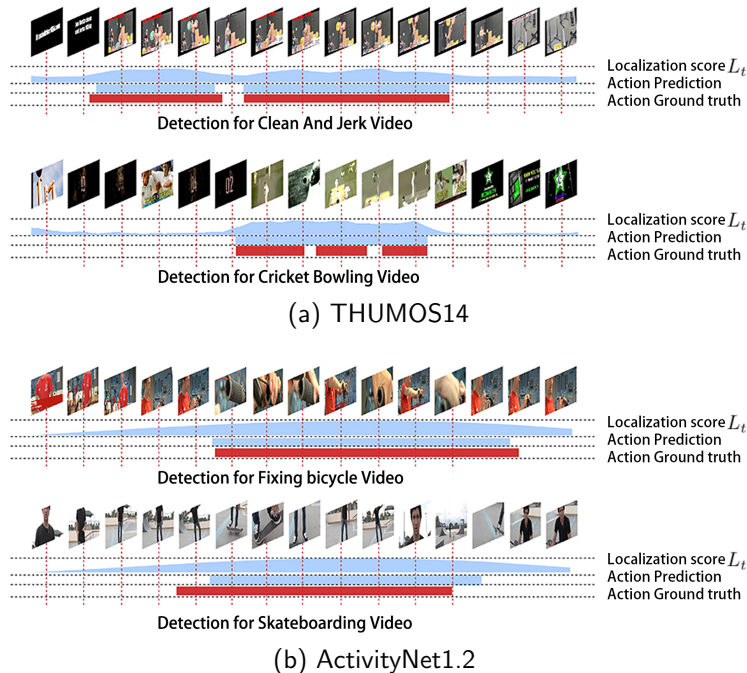 Localization score L_t
Action Prediction
Action Ground truth
Detection for Clean And Jerk Video
02
Localization score L_t
Action Prediction
Action Ground truth
Detection for Cricket Bowling Video
(a) THUMOS14
Localization score L_t
Action Prediction
Action Ground truth
Detection for Fixing bicycle Video
Localization score L_t
Action Prediction
Action Ground truth
Detection for Skateboarding Video
(b) ActivityNet1.2